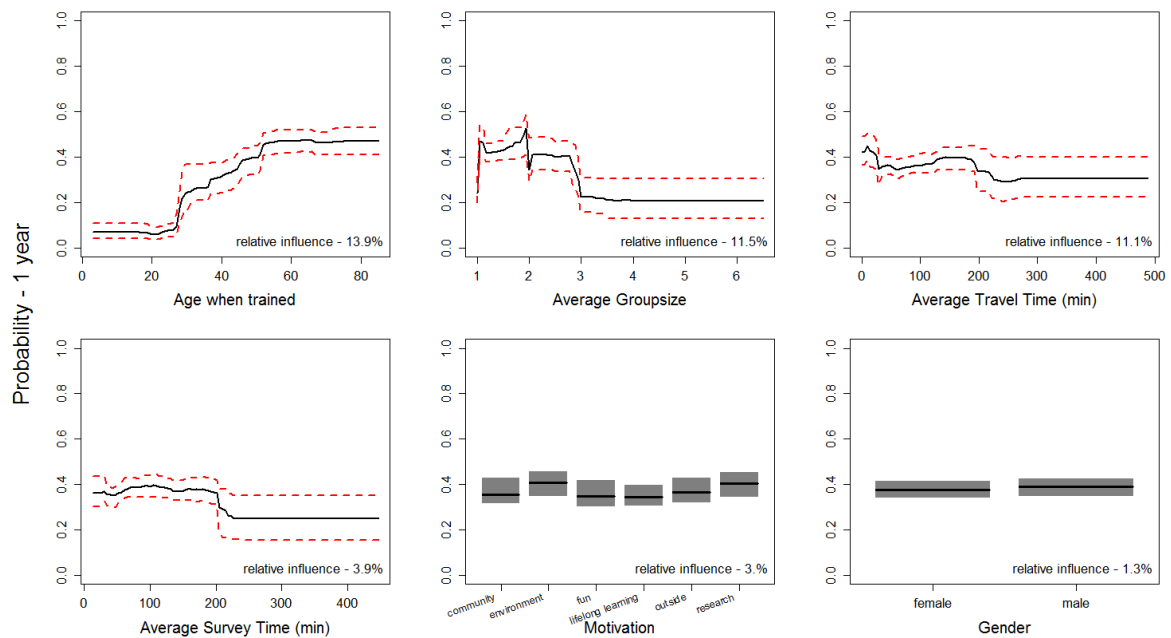 Probability - 1 year
0.0 0.2 0.4 0.6 0.8 1.0
relative influence - 13.9%
0 20 40 60 80
Age when trained
0.0 0.2 0.4 0.6 0.8 1.0
relative influence - 11.5%
1 2 3 4 5 6
Average Groupsize
0.0 0.2 0.4 0.6 0.8 1.0
relative influence - 11.1%
0 100 200 300 400 500
Average Travel Time (min)
0.0 0.2 0.4 0.6 0.8 1.0
relative influence - 3.9%
0 100 200 300 400
Average Survey Time (min)
0.0 0.2 0.4 0.6 0.8 1.0
relative influence - 3.%
community environment fun lifelong learning outside research
Motivation
0.0 0.2 0.4 0.6 0.8 1.0
relative influence - 1.3%
female male
Gender